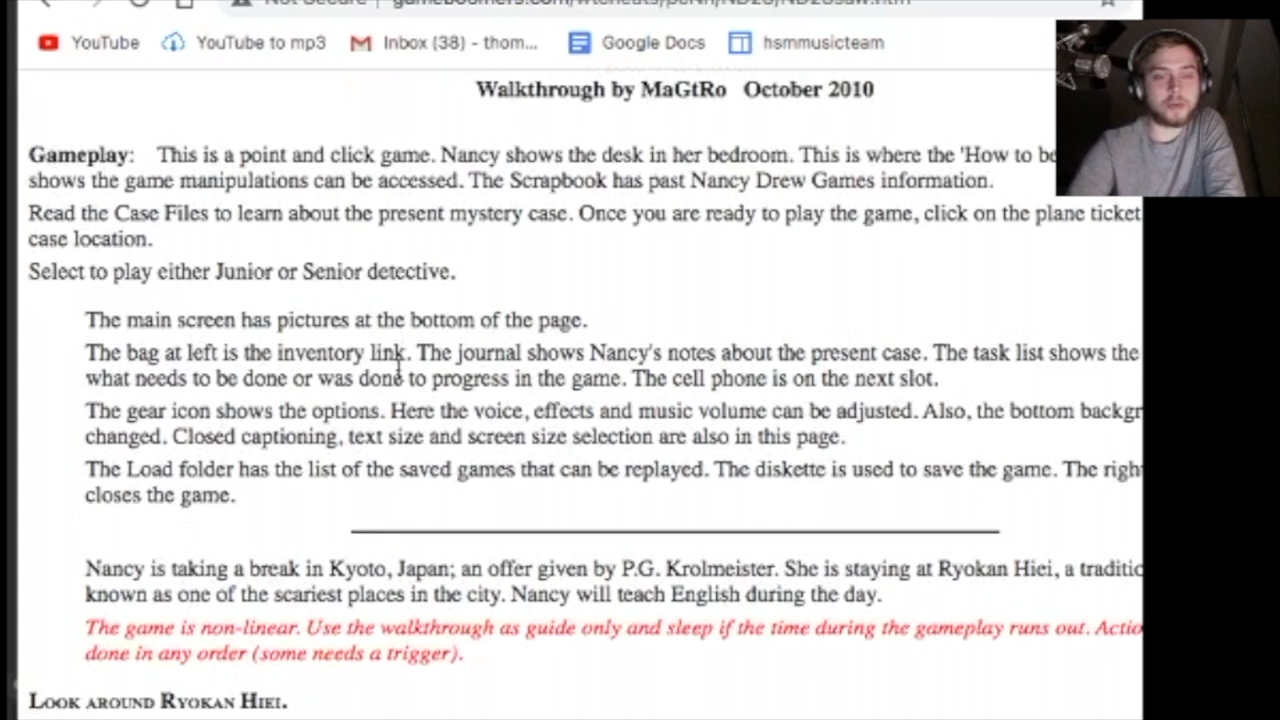 YouTube YouTube to mp3 Inbox (38) - thom... Google Docs hsmmusicteam
Walkthrough by MaGtRo October 2010
Gameplay: This is a point and click game. Nancy shows the desk in her bedroom. This is where the 'How to be
shows the game manipulations can be accessed. The Scrapbook has past Nancy Drew Games information.
Read the Case Files to learn about the present mystery case. Once you are ready to play the game, click on the plane ticket
case location.
Select to play either Junior or Senior detective.
The main screen has pictures at the bottom of the page.
The bag at left is the inventory link. The journal shows Nancy's notes about the present case. The task list shows the
what needs to be done or was done to progress in the game. The cell phone is on the next slot.
The gear icon shows the options. Here the voice, effects and music volume can be adjusted. Also, the bottom backgr
changed. Closed captioning, text size and screen size selection are also in this page.
The Load folder has the list of the saved games that can be replayed. The diskette is used to save the game. The righ
closes the game.
Nancy is taking a break in Kyoto, Japan; an offer given by P.G. Krolmeister. She is staying at Ryokan Hiei, a traditio
known as one of the scariest places in the city. Nancy will teach English during the day.
The game is non-linear. Use the walkthrough as guide only and sleep if the time during the gameplay runs out. Actio
done in any order (some needs a trigger).
Look around Ryokan Hiei.